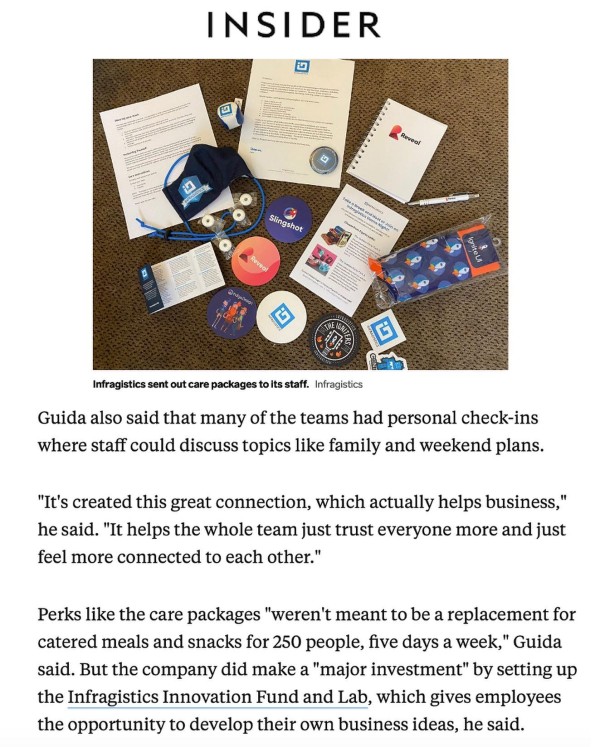 INSIDER
Reveal
Slingshot
Reveal
Ignite UI
THE IGNITERS
Infragistics sent out care packages to its staff. Infragistics
Guida also said that many of the teams had personal check-ins
where staff could discuss topics like family and weekend plans.
"It's created this great connection, which actually helps business,"
he said. "It helps the whole team just trust everyone more and just
feel more connected to each other."
Perks like the care packages "weren't meant to be a replacement for
catered meals and snacks for 250 people, five days a week," Guida
said. But the company did make a "major investment" by setting up
the Infragistics Innovation Fund and Lab, which gives employees
the opportunity to develop their own business ideas, he said.